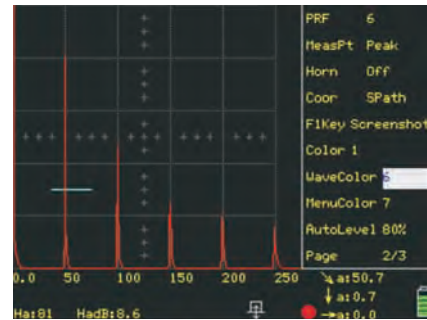 PRF 6
MeasPt Peak
Horn Off
Coor SPath
F1Key Screenshot
Color 1
WaveColor 6
MenuColor 7
AutoLevel 80%
Page 2/3
0.0 50 100 150 200 250
↘a:50.7
↓a:0.7
Ha:81 HadB:8.6 →a:0.0